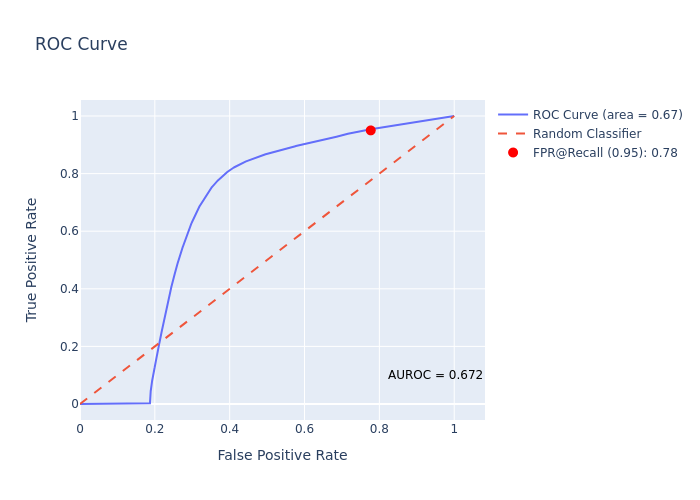 ROC Curve
ROC Curve (area = 0.67)
Random Classifier
FPR@Recall (0.95): 0.78
1
0.8
0.6
0.4
0.2
0
True Positive Rate
AUROC = 0.672
0
0.2
0.4
0.6
0.8
1
False Positive Rate